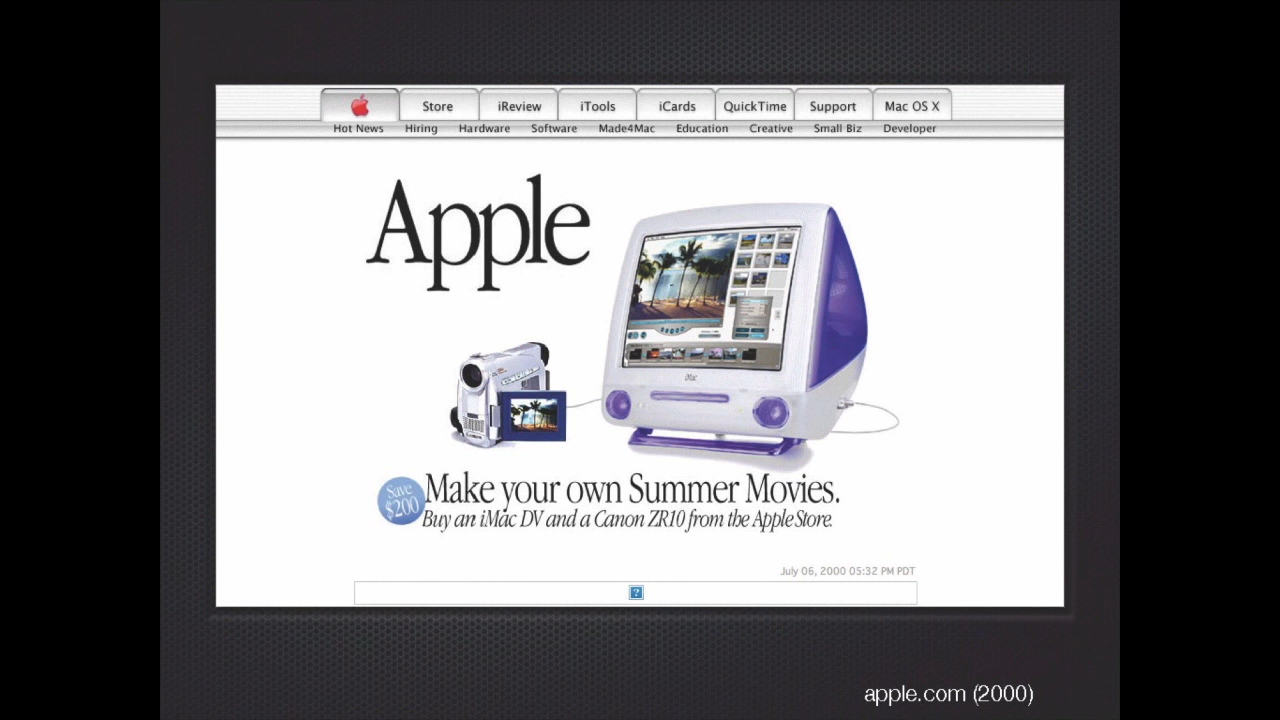 Store iReview iTools iCards QuickTime Support Mac OS X
Hot News Hiring Hardware Software Made4Mac Education Creative Small Biz Developer
Apple
iMac
Save
$200
Make your own Summer Movies.
Buy an iMac DV and a Canon ZR10 from the Apple Store.
July 06, 2000 05:32 PM PDT
?
apple.com (2000)